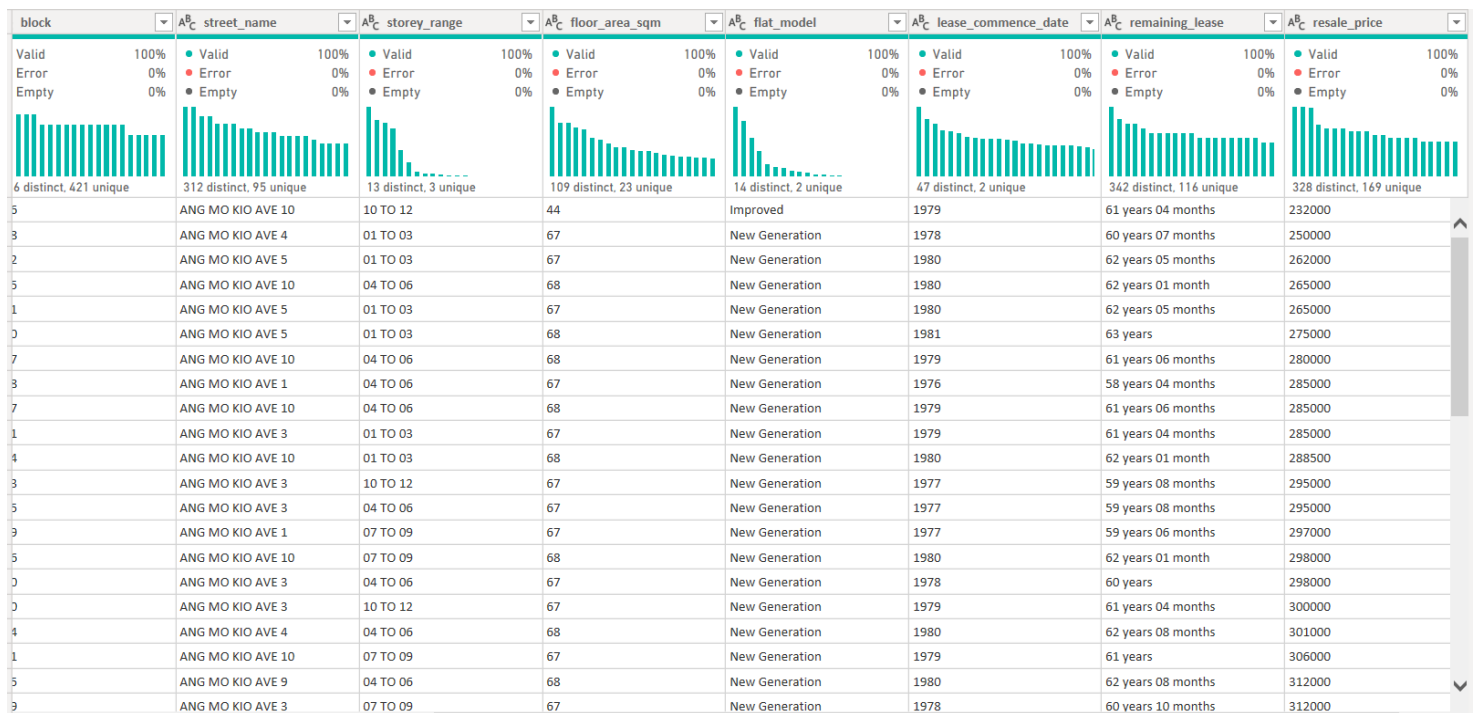 block ABC street_name ABC storey_range ABC floor_area_sqm ABC flat_model ABC lease_commence_date ABC remaining_lease ABC resale_price
Valid 100% Valid 100% Valid 100% Valid 100% Valid 100% Valid 100% Valid 100% Valid 100%
Error 0% Error 0% Error 0% Error 0% Error 0% Error 0% Error 0% Error 0%
Empty 0% Empty 0% Empty 0% Empty 0% Empty 0% Empty 0% Empty 0% Empty 0%
6 distinct, 421 unique 312 distinct, 95 unique 13 distinct, 3 unique 109 distinct, 23 unique 14 distinct, 2 unique 47 distinct, 2 unique 342 distinct, 116 unique 328 distinct, 169 unique
ANG MO KIO AVE 10 10 TO 12 44 Improved 1979 61 years 04 months 232000
ANG MO KIO AVE 4 01 TO 03 67 New Generation 1978 60 years 07 months 250000
ANG MO KIO AVE 5 01 TO 03 67 New Generation 1980 62 years 05 months 262000
ANG MO KIO AVE 10 04 TO 06 68 New Generation 1980 62 years 01 month 265000
ANG MO KIO AVE 5 01 TO 03 67 New Generation 1980 62 years 05 months 265000
ANG MO KIO AVE 5 01 TO 03 68 New Generation 1981 63 years 275000
ANG MO KIO AVE 10 04 TO 06 68 New Generation 1979 61 years 06 months 280000
ANG MO KIO AVE 1 04 TO 06 67 New Generation 1976 58 years 04 months 285000
ANG MO KIO AVE 10 04 TO 06 68 New Generation 1979 61 years 06 months 285000
ANG MO KIO AVE 3 01 TO 03 67 New Generation 1979 61 years 04 months 285000
ANG MO KIO AVE 10 01 TO 03 68 New Generation 1980 62 years 01 month 288500
ANG MO KIO AVE 3 10 TO 12 67 New Generation 1977 59 years 08 months 295000
ANG MO KIO AVE 3 04 TO 06 67 New Generation 1977 59 years 08 months 295000
ANG MO KIO AVE 1 07 TO 09 67 New Generation 1977 59 years 06 months 297000
ANG MO KIO AVE 10 07 TO 09 68 New Generation 1980 62 years 01 month 298000
ANG MO KIO AVE 3 04 TO 06 67 New Generation 1978 60 years 298000
ANG MO KIO AVE 3 10 TO 12 67 New Generation 1979 61 years 04 months 300000
ANG MO KIO AVE 4 04 TO 06 68 New Generation 1980 62 years 08 months 301000
ANG MO KIO AVE 10 07 TO 09 67 New Generation 1979 61 years 306000
ANG MO KIO AVE 9 04 TO 06 68 New Generation 1980 62 years 08 months 312000
ANG MO KIO AVE 3 07 TO 09 67 New Generation 1978 60 years 10 months 312000